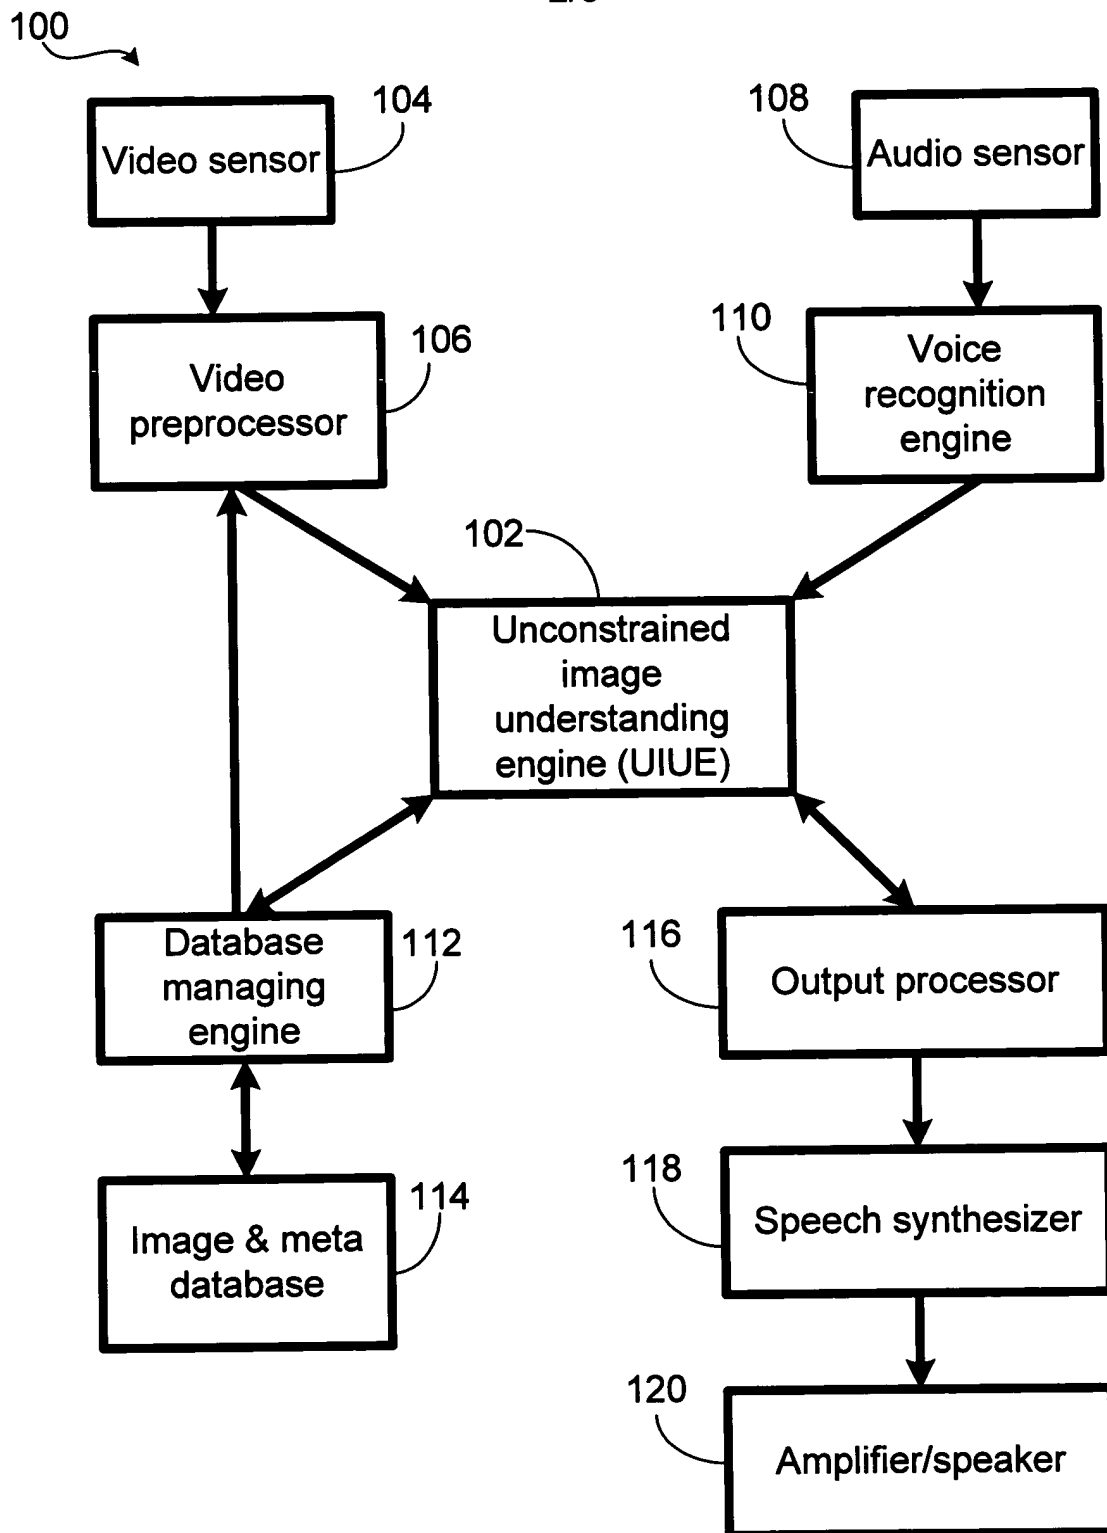 100
Video sensor
104
Audio sensor
108
Video
preprocessor
106
Voice
recognition
engine
110
102
Unconstrained
image
understanding
engine (UIUE)
Database
managing
engine
112
116
Output processor
Image & meta
database
114
118
Speech synthesizer
120
Amplifier/speaker